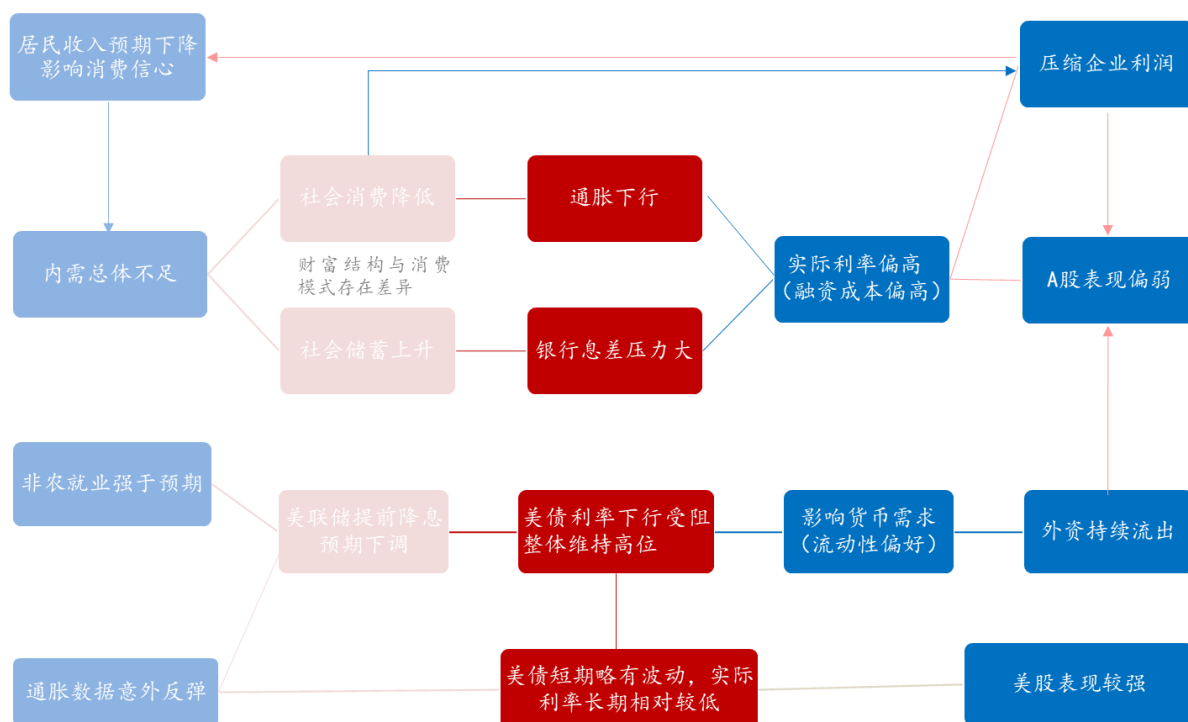 居民收入预期下降
影响消费信心
压缩企业利润
社会消费降低
通胀下行
内需总体不足
财富结构与消费
模式存在差异
实际利率偏高
（融资成本偏高）
A股表现偏弱
社会储蓄上升
银行息差压力大
非农就业强于预期
美联储提前降息
预期下调
美债利率下行受阻
整体维持高位
影响货币需求
（流动性偏好）
外资持续流出
通胀数据意外反弹
美债短期略有波动，实际
利率长期相对较低
美股表现较强